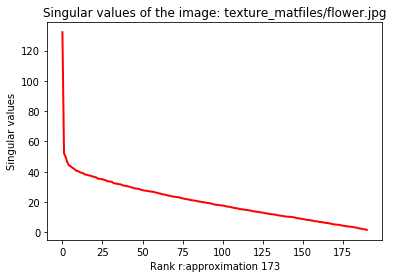 Singular values of the image: texture_matfiles/flower.jpg
120
100
80
60
40
20
0
Singular values
0 25 50 75 100 125 150 175
Rank r:approximation 173